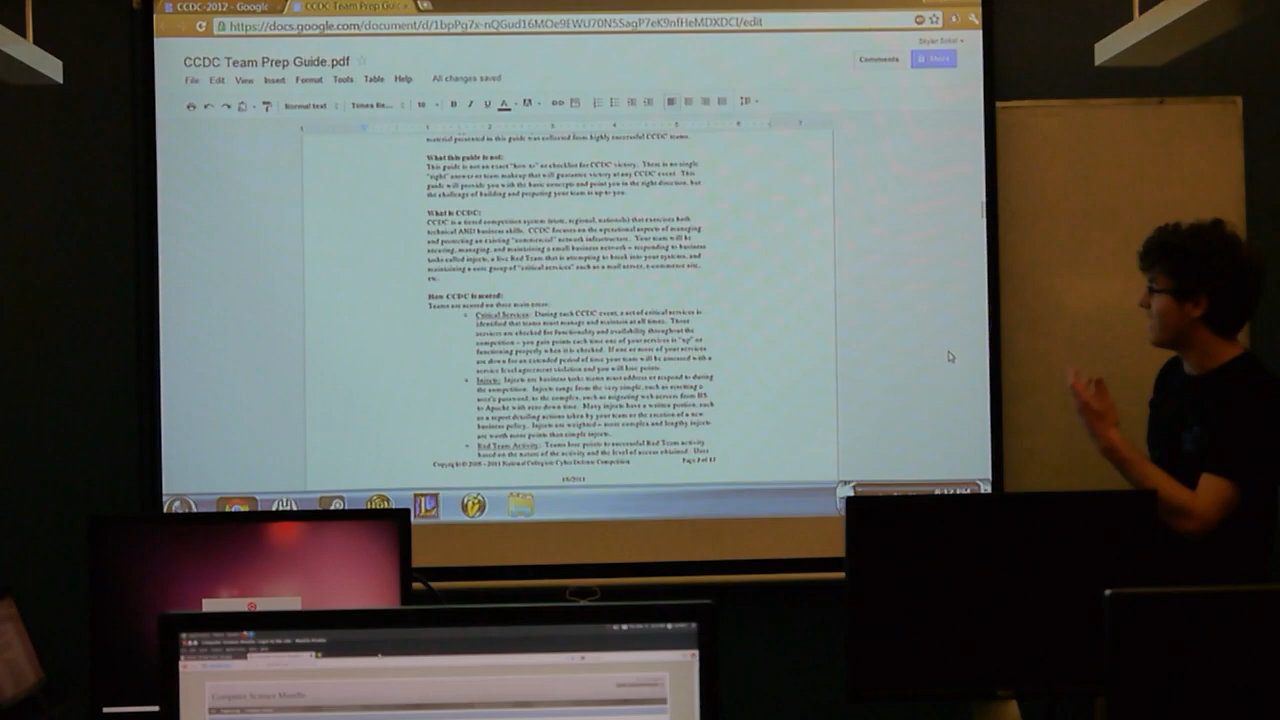 CCDC-2012 - Google
CCDC Team Prep Guid
https://docs.google.com/document/d/1bpPg7x-nQGud16MOe9EWU70N5SagP7eK9nfHeMDXDCI/edit
CCDC Team Prep Guide.pdf
Comments
Share
File Edit View Insert Format Tools Table Help All changes saved
Normal text Times Ro... 10 B I U A
material presented in this guide was collected from highly successful CCDC teams.
What this guide is not:
This guide is not an exact "how to" or checklist for CCDC victory. There is no single
"right" answer or team makeup that will guarantee victory at any CCDC event. This
guide will provide you with the basic concepts and point you in the right direction, but
the challenge of building and preparing your team is up to you.
What is CCDC:
CCDC is a tiered competition system (state, regional, nationals) that exercises both
technical AND business skills. CCDC focuses on the operational aspects of managing
and protecting an existing "commercial" network infrastructure. Your team will be
securing, managing, and maintaining a small business network – responding to business
tasks called injects, a live Red Team that is attempting to break into your systems, and
maintaining a core group of "critical services" such as a mail server, e-commerce site,
etc.
How CCDC is scored:
Teams are scored on three main areas:
• Critical Services: During each CCDC event, a set of critical services is
identified that teams must manage and maintain at all times. These
services are checked for functionality and availability throughout the
competition – you gain points each time one of your services is "up" or
functioning properly when it is checked. If one or more of your services
are down for an extended period of time your team will be assessed with a
service level agreement violation and you will lose points.
• Injects: Injects are business tasks teams must address or respond to during
the competition. Injects range from the very simple, such as resetting a
user's password, to the complex, such as migrating web servers from IIS
to Apache with zero down time. Many injects have a written portion, such
as a report detailing actions taken by your team or the creation of a new
business policy. Injects are weighted – more complex and lengthy injects
are worth more points than simple injects.
• Red Team Activity: Teams lose points to successful Red Team activity
based on the nature of the activity and the level of access obtained. User
Copyright © 2005 - 2011 National Collegiate Cyber Defense Competition
Computer Science Moodle